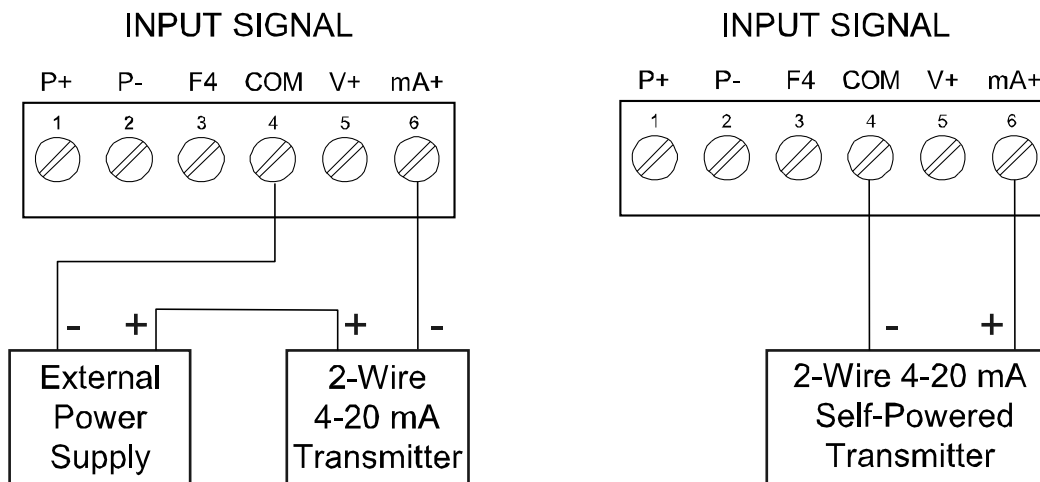 INPUT SIGNAL
P+ P- F4 COM V+ mA+
1 2 3 4 5 6
- + + -
External
Power
Supply
2-Wire
4-20 mA
Transmitter
INPUT SIGNAL
P+ P- F4 COM V+ mA+
1 2 3 4 5 6
- +
2-Wire 4-20 mA
Self-Powered
Transmitter